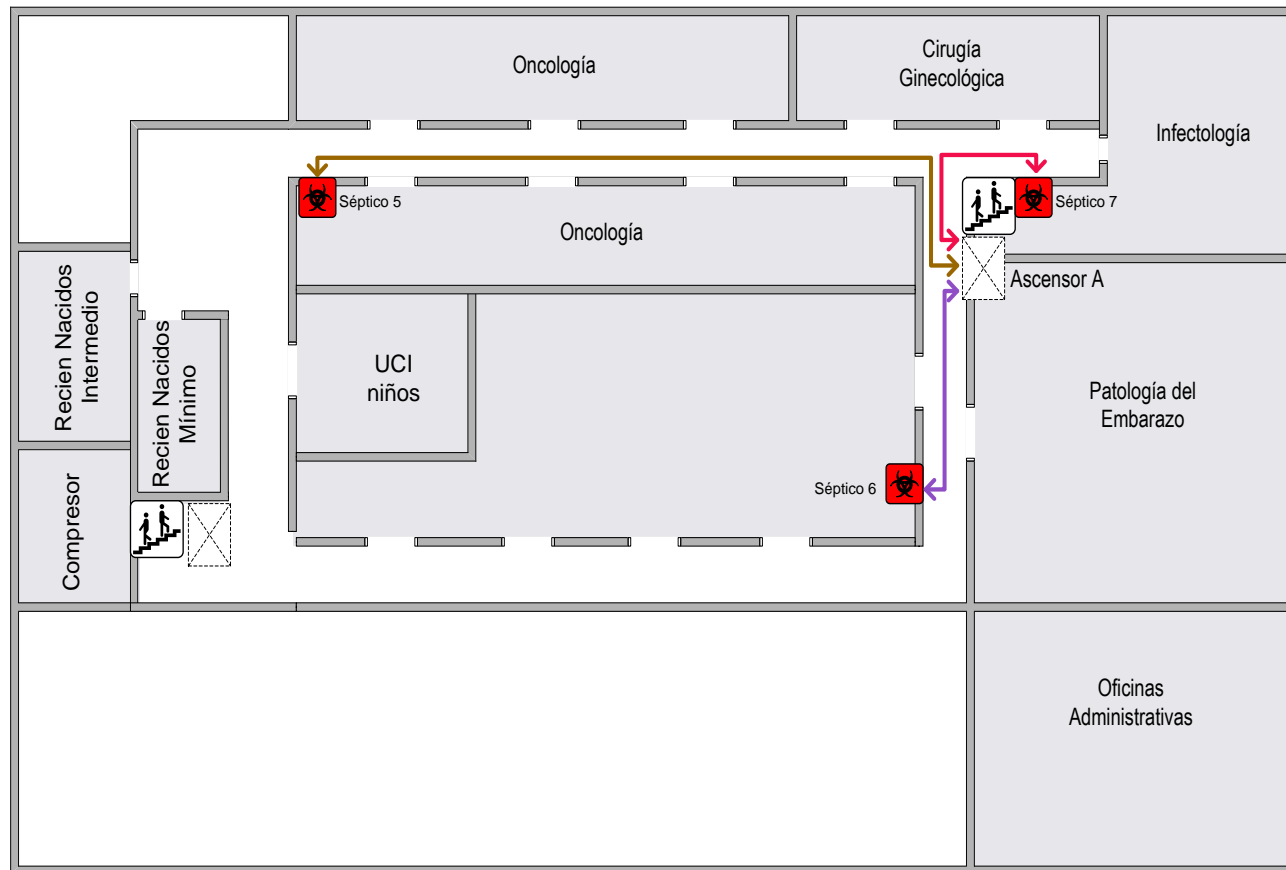 Oncología
Cirugía
Ginecológica
Infectología
Séptico 5
Séptico 7
Oncología
Ascensor A
Recien Nacidos
Intermedio
Recien Nacidos
Mínimo
UCI
niños
Patología del
Embarazo
Séptico 6
Compresor
Oficinas
Administrativas